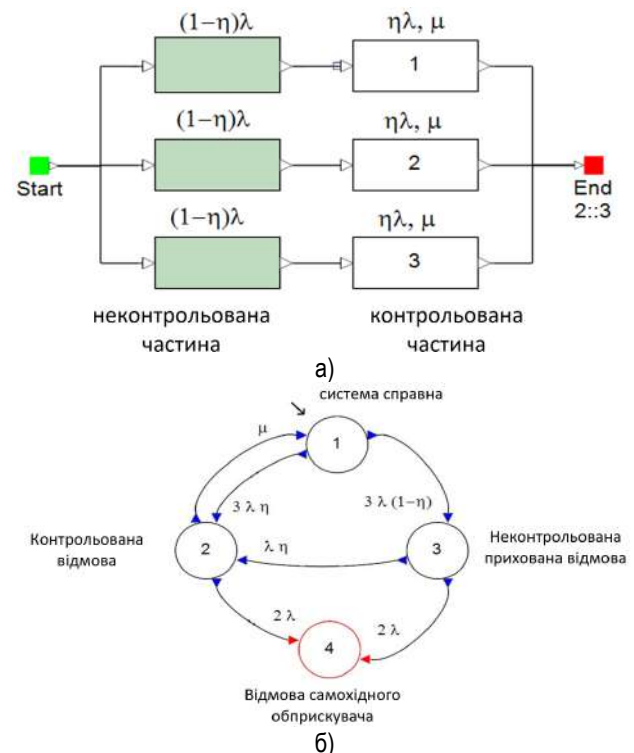 (1−η)λ
ηλ, μ
1
(1−η)λ
ηλ, μ
2
Start
End
2::3
(1−η)λ
ηλ, μ
3
неконтрольована
частина
контрольована
частина
а)
система справна
1
μ
3 λ η
3 λ (1−η)
Контрольована
відмова
2
λ η
3
Неконтрольована
прихована відмова
2 λ
4
2 λ
Відмова самохідного
обприскувача
б)